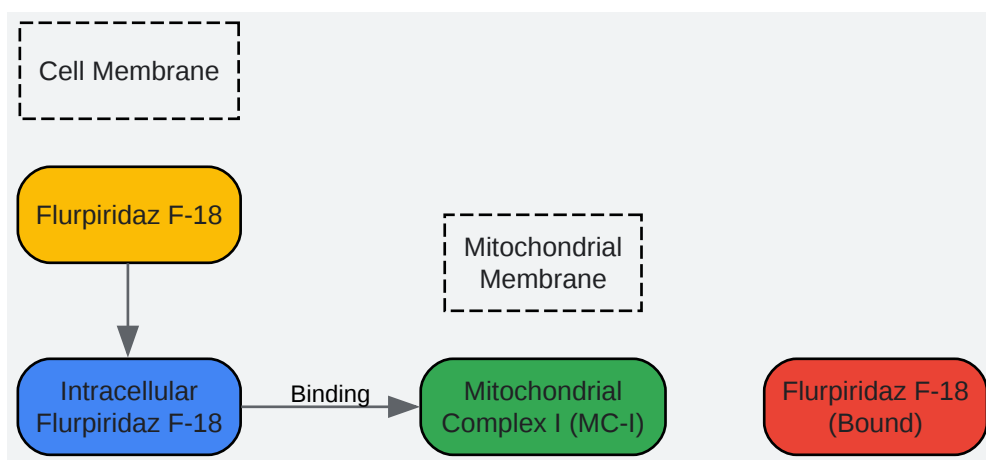 Cell Membrane
Flurpiridaz F-18
Mitochondrial
Membrane
Intracellular
Flurpiridaz F-18
Binding
Mitochondrial
Complex I (MC-I)
Flurpiridaz F-18
(Bound)